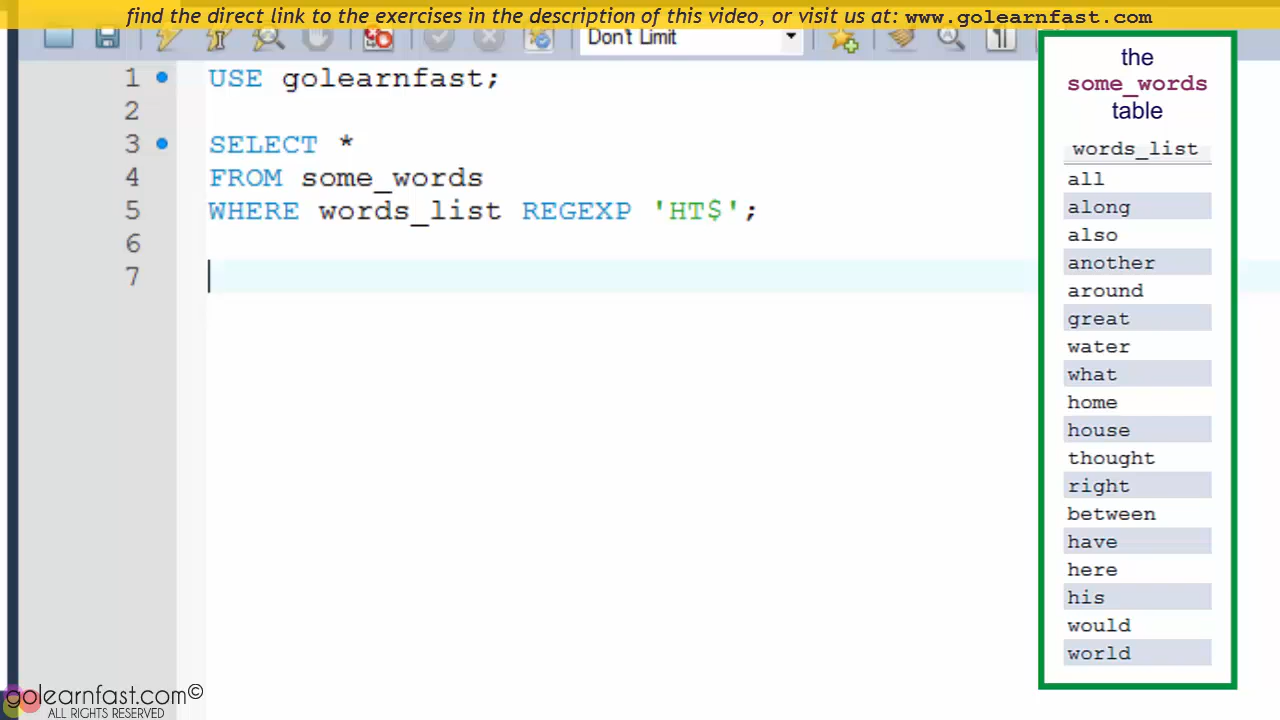 find the direct link to the exercises in the description of this video, or visit us at: www.golearnfast.com
Don't Limit
1 USE golearnfast;
2
3 SELECT *
4 FROM some_words
5 WHERE words_list REGEXP 'HT$';
6
7
the
some_words
table
words_list
all
along
also
another
around
great
water
what
home
house
thought
right
between
have
here
his
would
world
golearnfast.com©
ALL RIGHTS RESERVED